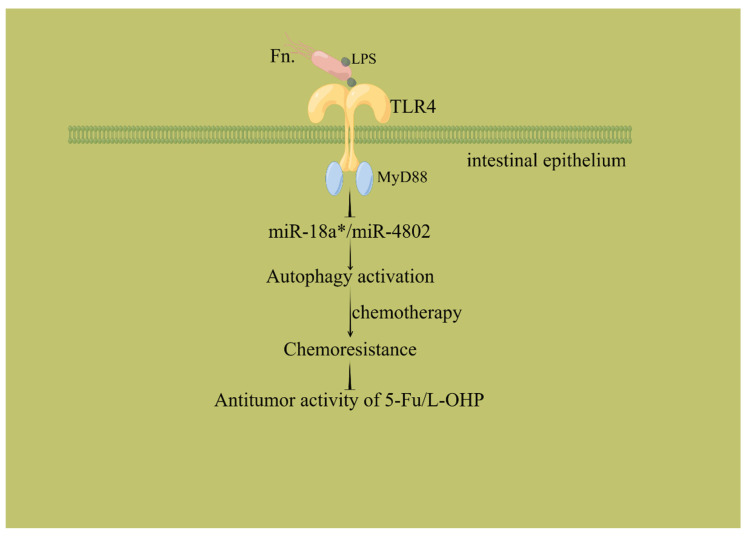 Fn.
LPS
TLR4
intestinal epithelium
MyD88
miR-18a*/miR-4802
Autophagy activation
chemotherapy
Chemoresistance
Antitumor activity of 5-Fu/L-OHP